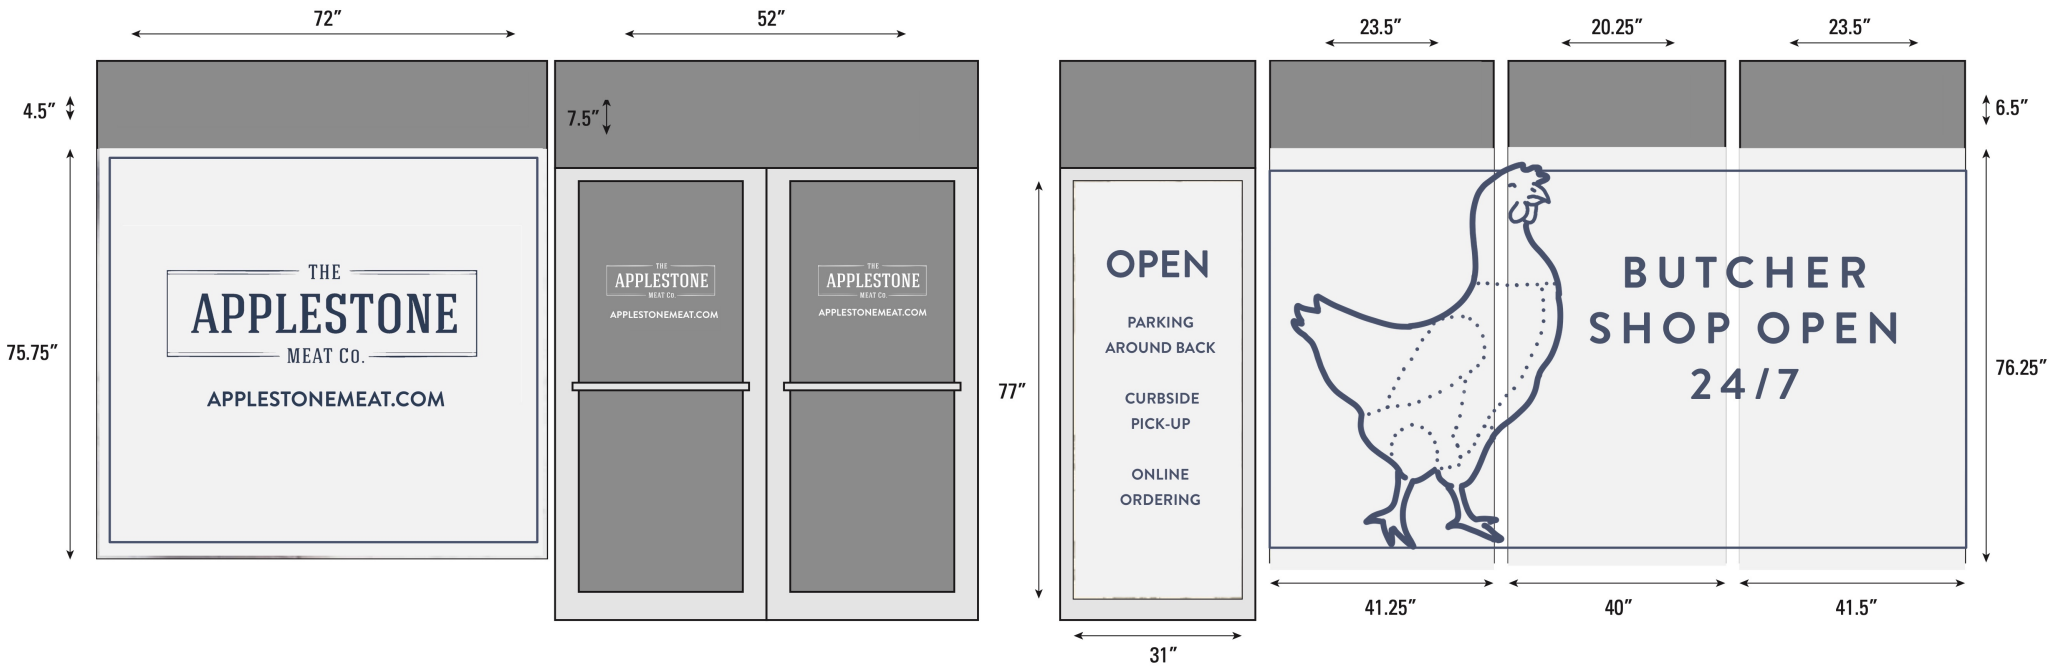 72″
52″
23.5″
20.25″
23.5″
4.5″
7.5″
6.5″
75.75″
THE
APPLESTONE
MEAT Co.
APPLESTONEMEAT.COM
THE
APPLESTONE
MEAT Co.
APPLESTONEMEAT.COM
THE
APPLESTONE
MEAT Co.
APPLESTONEMEAT.COM
77″
OPEN
PARKING
AROUND BACK
CURBSIDE
PICK-UP
ONLINE
ORDERING
31″
BUTCHER
SHOP OPEN
24/7
76.25″
41.25″
40″
41.5″